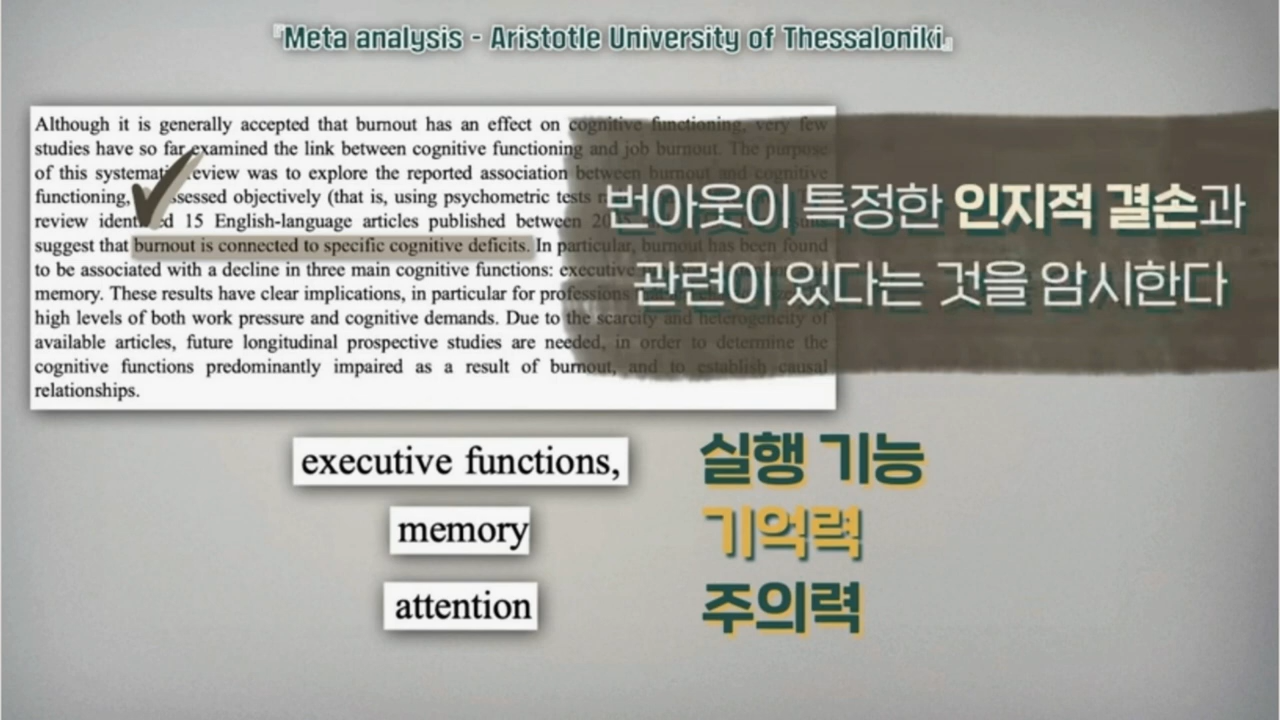 『Meta analysis - Aristotle University of Thessaloniki』
Although it is generally accepted that burnout has an effect on cognitive functioning, very few
studies have so far examined the link between cognitive functioning and job burnout. The purpose
of this systematic review was to explore the reported association between burnout and cognitive
functioning, assessed objectively (that is, using psychometric tests
review identified 15 English-language articles published between
suggest that burnout is connected to specific cognitive deficits. In particular, burnout has been found
to be associated with a decline in three main cognitive functions: executive
memory. These results have clear implications, in particular for professions
high levels of both work pressure and cognitive demands. Due to the scarcity and heterogeneity of
available articles, future longitudinal prospective studies are needed, in order to determine the
cognitive functions predominantly impaired as a result of burnout, and to establish causal
relationships.
번아웃이 특정한 인지적 결손과
관련이 있다는 것을 암시한다
executive functions, 실행 기능
memory 기억력
attention 주의력